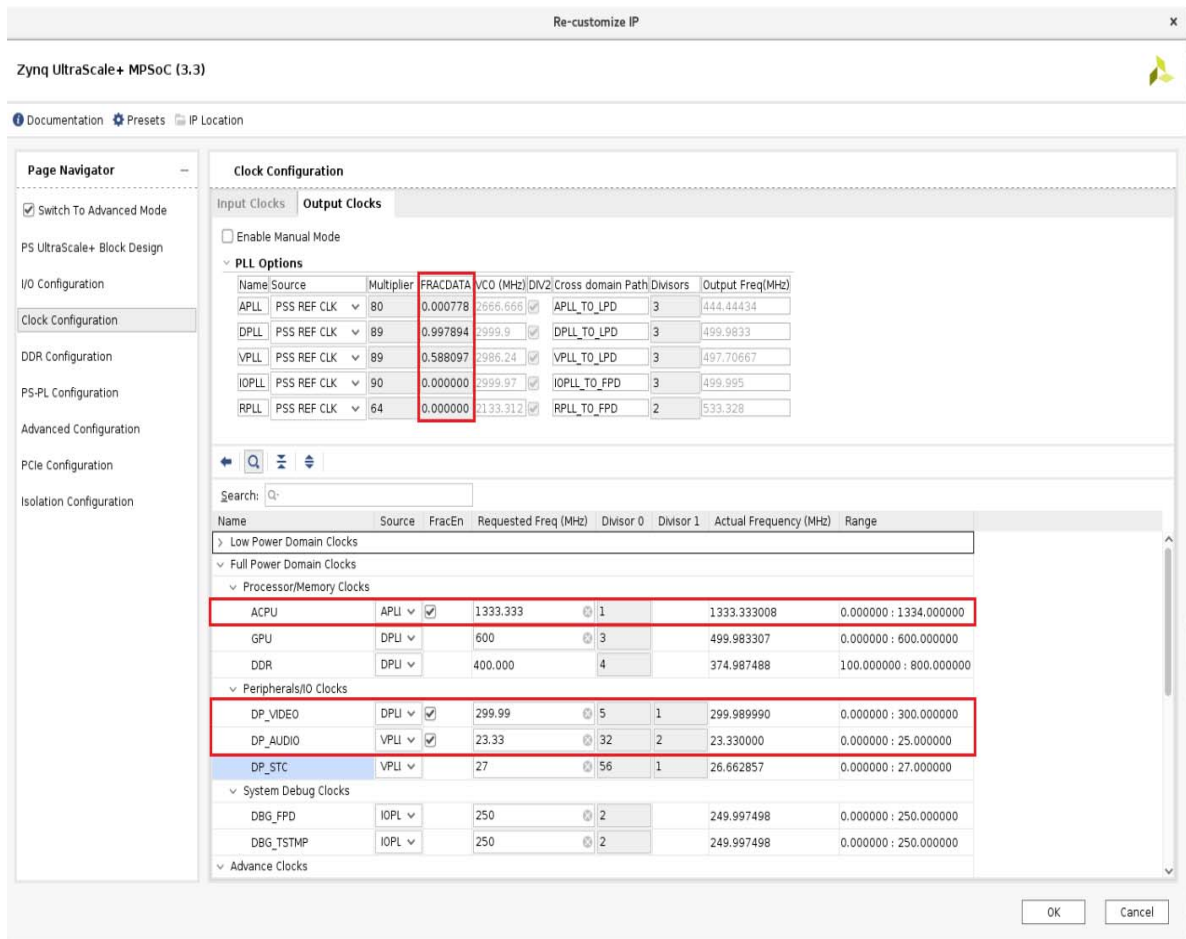 Re-customize IP x
Zynq UltraScale+ MPSoC (3.3)
Documentation Presets IP Location
Page Navigator
Switch To Advanced Mode
PS UltraScale+ Block Design
I/O Configuration
Clock Configuration
DDR Configuration
PS-PL Configuration
Advanced Configuration
PCIe Configuration
Isolation Configuration
Clock Configuration
Input Clocks Output Clocks
Enable Manual Mode
PLL Options
Name Source Multiplier FRACDATA VCO (MHz) DIV2 Cross domain Path Divisors Output Freq(MHz)
APLL PSS REF CLK 80 0.000778 2666.666 APLL_TO_LPD 3 444.44434
DPLL PSS REF CLK 89 0.997894 2999.9 DPLL_TO_LPD 3 499.9833
VPLL PSS REF CLK 89 0.588097 2986.24 VPLL_TO_LPD 3 497.70667
IOPLL PSS REF CLK 90 0.000000 2999.97 IOPLL_TO_FPD 3 499.995
RPLL PSS REF CLK 64 0.000000 2133.312 RPLL_TO_FPD 2 533.328
Search: Q-
Name Source FracEn Requested Freq (MHz) Divisor 0 Divisor 1 Actual Frequency (MHz) Range
Low Power Domain Clocks
Full Power Domain Clocks
Processor/Memory Clocks
ACPU APLI 1333.333 1 1333.333008 0.000000 : 1334.000000
GPU DPLI 600 3 499.983307 0.000000 : 600.000000
DDR DPLI 400.000 4 374.987488 100.000000 : 800.000000
Peripherals/IO Clocks
DP_VIDEO DPLI 299.99 5 1 299.989990 0.000000 : 300.000000
DP_AUDIO VPLI 23.33 32 2 23.330000 0.000000 : 25.000000
DP_STC VPLI 27 56 1 26.662857 0.000000 : 27.000000
System Debug Clocks
DBG_FPD IOPL 250 2 249.997498 0.000000 : 250.000000
DBG_TSTMP IOPL 250 2 249.997498 0.000000 : 250.000000
Advance Clocks
OK Cancel